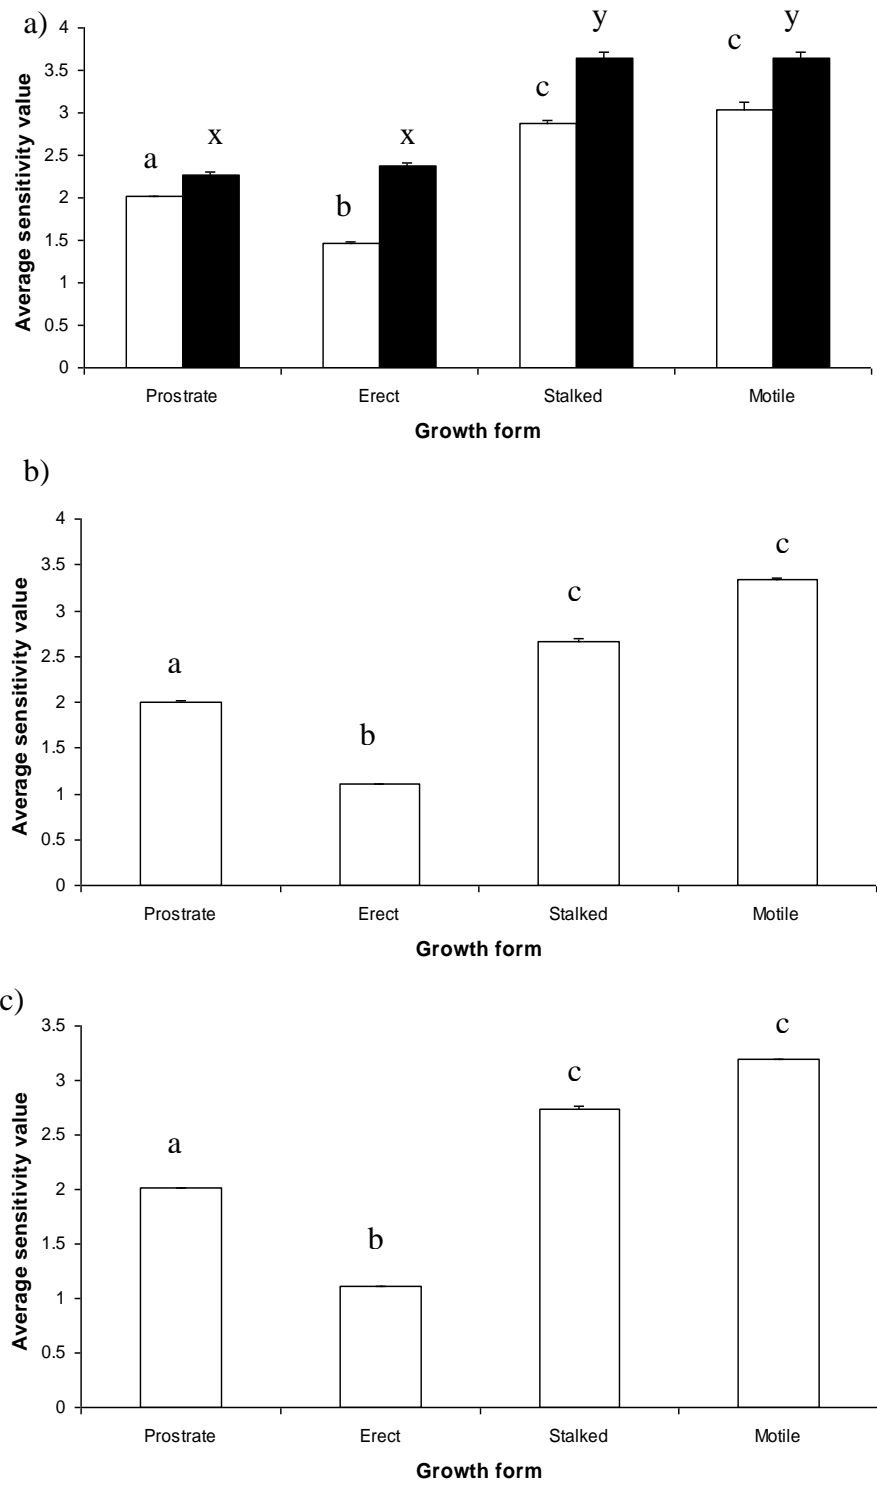 a)
y
y
4
c
3.5
c
3
x
x
2.5
a
b
2
1.5
1
0.5
0
Average sensitivity value
Prostrate Erect Stalked Motile
Growth form
b)
4
c
3.5
c
3
a
2.5
b
2
1.5
1
0.5
0
Average sensitivity value
Prostrate Erect Stalked Motile
Growth form
c)
3.5
c
3
c
2.5
a
2
b
1.5
1
0.5
0
Average sensitivity value
Prostrate Erect Stalked Motile
Growth form